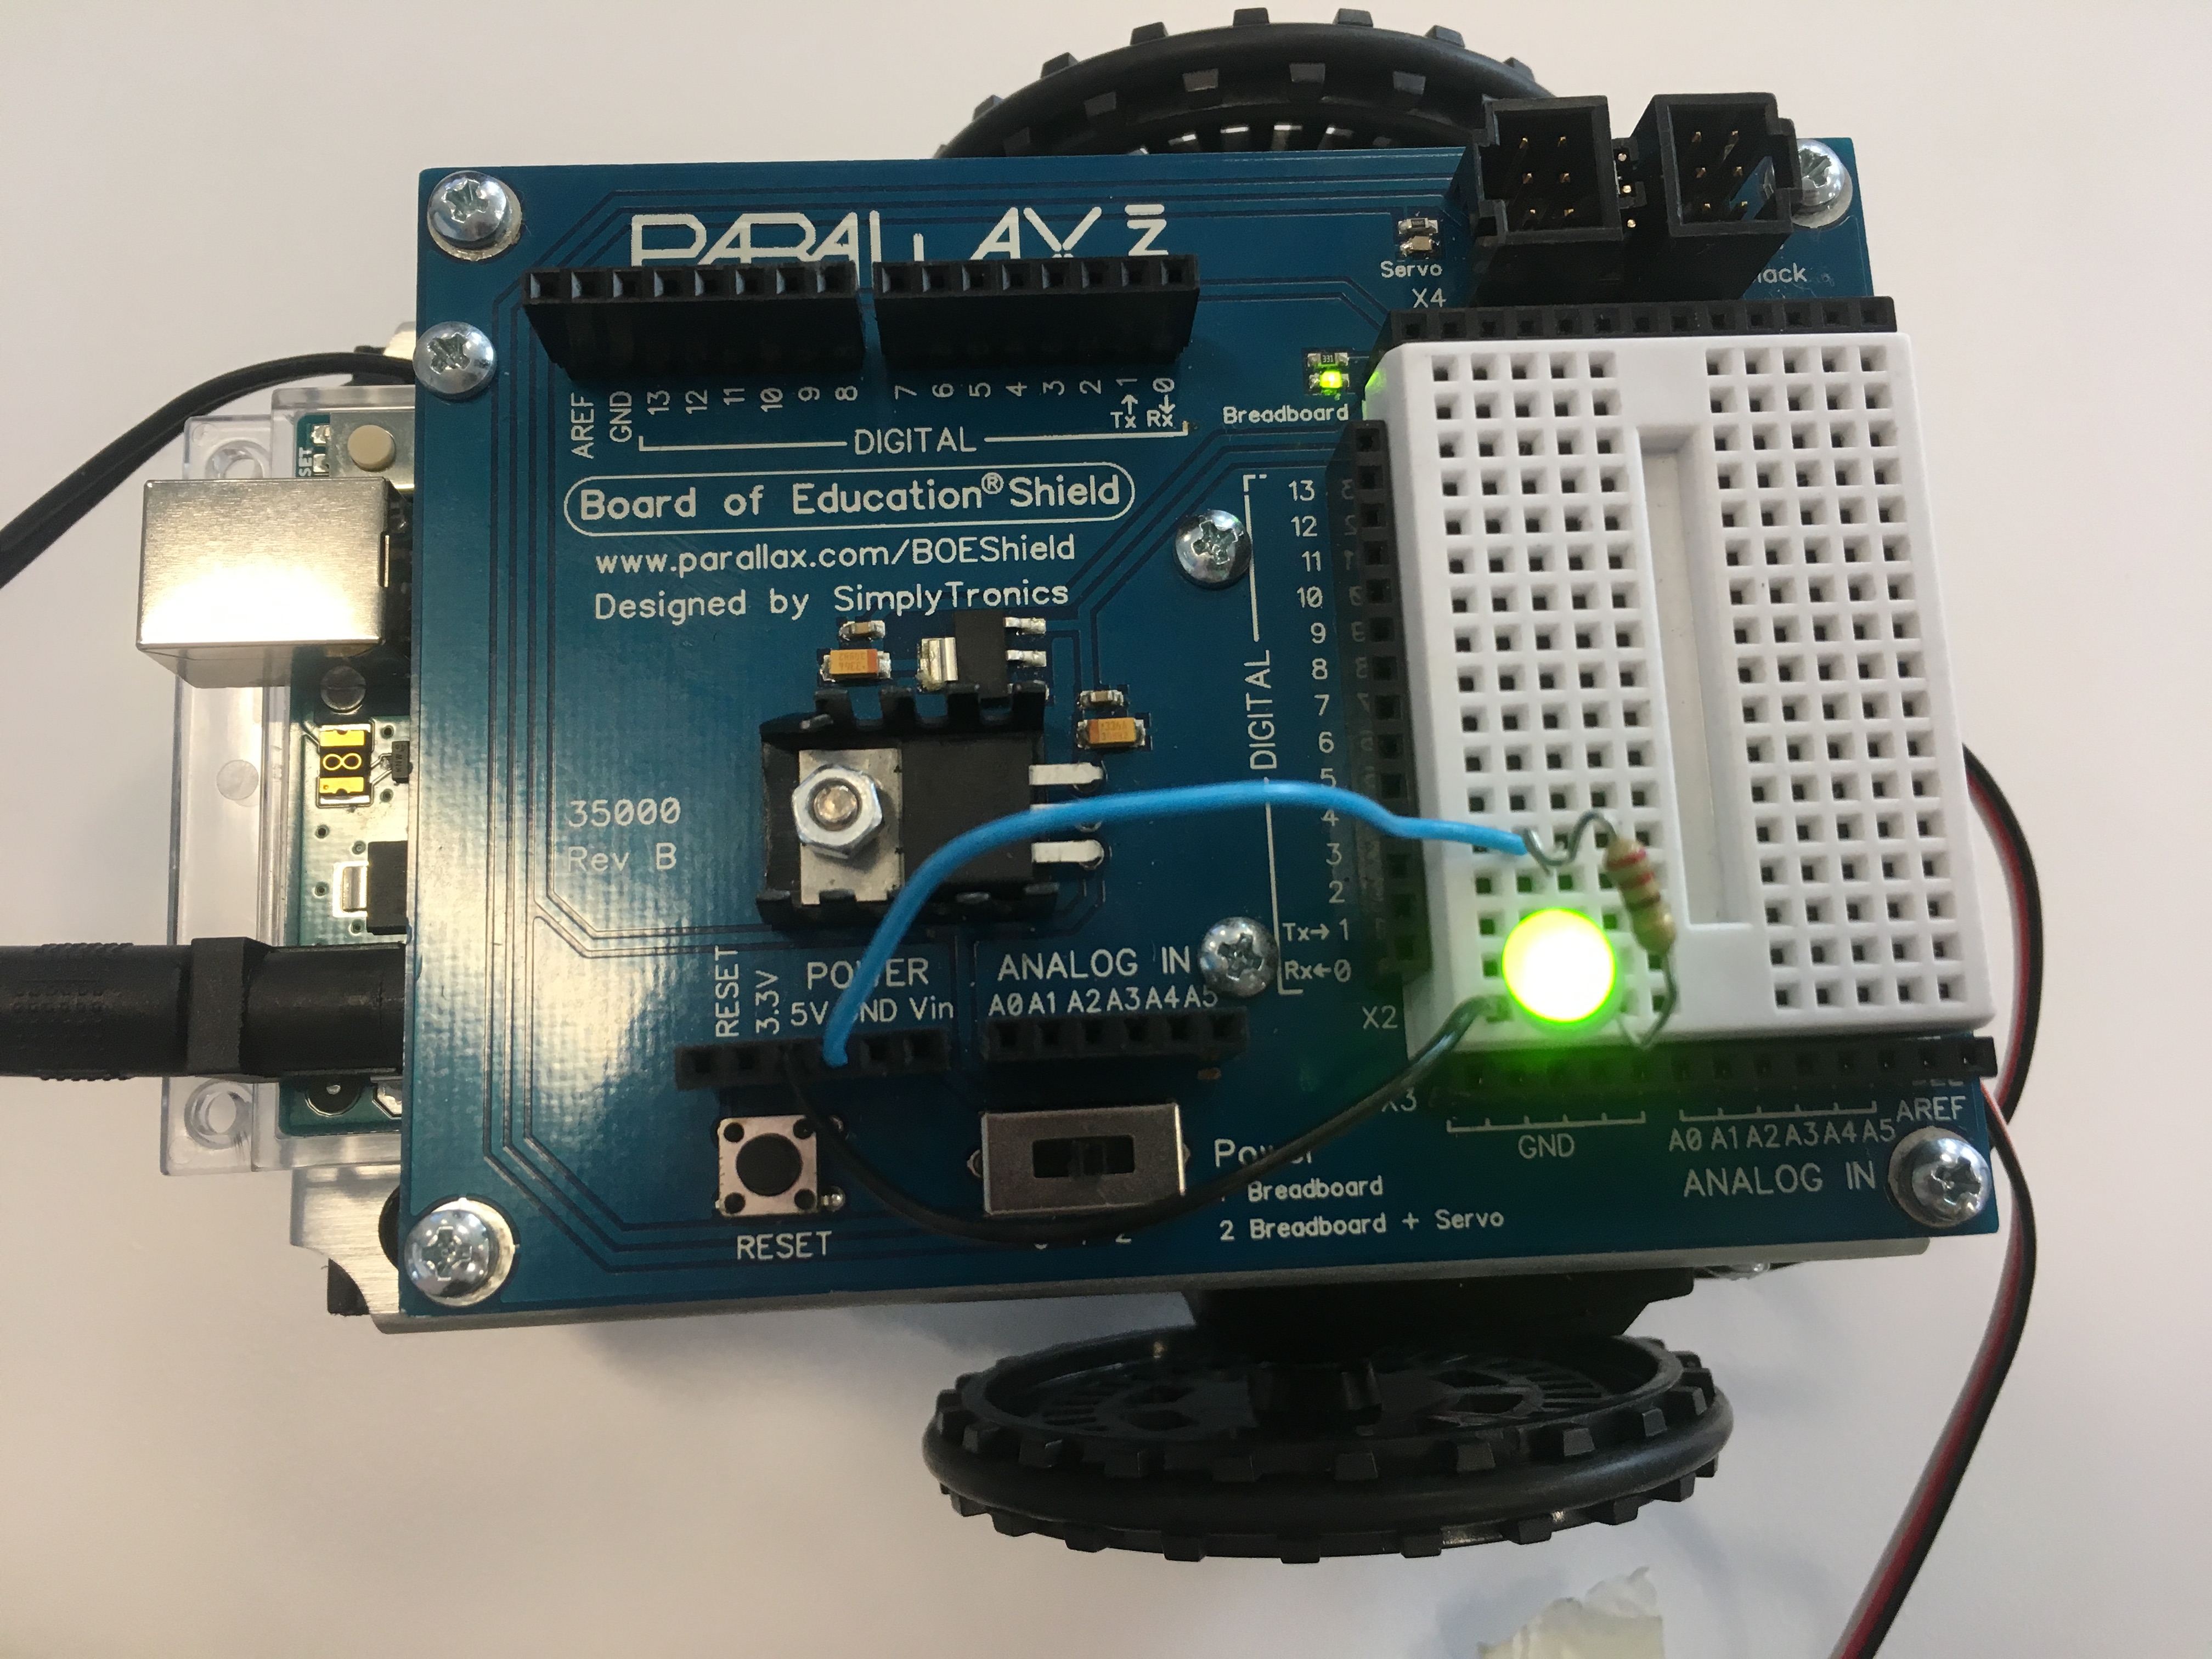 SET
PARALLAX
AREF
GND
13
12
11
10
9
8
DIGITAL
7
6
5
4
3
2
1
0
Tx→
Rx←
Board of Education® Shield
www.parallax.com/BOEShield
Designed by SimplyTronics
35000
Rev B
RESET
RESET
3.3V
5V
ND
Vin
POWER
ANALOG IN
A0 A1 A2 A3 A4 A5
Breadboard
2 Breadboard + Servo
DIGITAL
Rx←0
Tx→1
2
3
4
5
6
7
8
9
10
11
12
13
Breadboard
Servo
X4
X2
X3
GND
ANALOG IN
A0 A1 A2 A3 A4 A5
AREF
lack